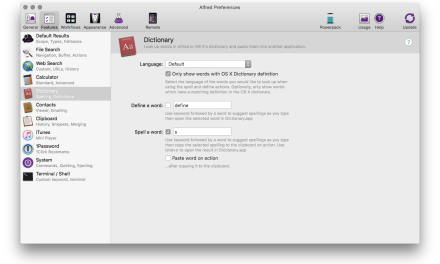 Alfred Preferences
General Features Workflows Appearance Advanced Remote Powerpack Usage Help Update
Default Results
Scope, Types, Fallbacks
File Search
Navigation, Buffer, Actions
Web Search
Custom, URLs, History
Calculator
Standard, Advanced
Dictionary
Spelling, Definitions
Contacts
Viewer, Emailing
Clipboard
History, Snippets, Merging
iTunes
Mini Player
1Password
1Click Bookmarks
System
Commands, Quitting, Ejecting
Terminal / Shell
Custom keyword, terminal
Dictionary
Look up words in Alfred in OS X's dictionary and paste them into another application.
Language: Default
Only show words with OS X Dictionary definition
Select the language of the words you would like to look up when
using the spell and define actions. Optionally, only show words
which have a matching definition in the OS X dictionary.
Define a word: define
Use keyword followed by a word to suggest spellings as you type
then open the selected word in Dictionary.app
Spell a word: s
Use keyword followed by a word to suggest spellings as you type
then copy the selected spelling to the clipboard on action. Use
to open the result in Dictionary.app
Paste word on action
...after copying it to the clipboard.